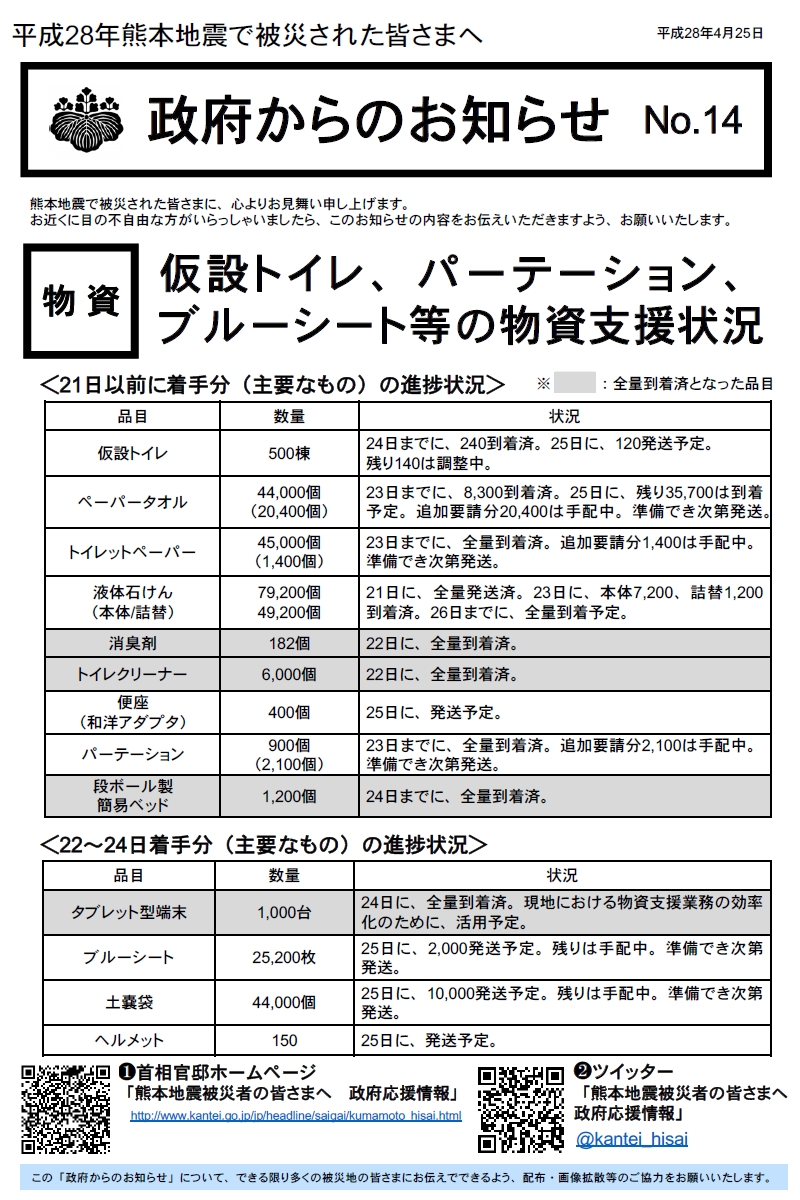 平成28年熊本地震で被災された皆さまへ
平成28年4月25日
政府からのお知らせ No.14
熊本地震で被災された皆さまに、心よりお見舞い申し上げます。
お近くに目の不自由な方がいらっしゃいましたら、このお知らせの内容をお伝えいただきますよう、お願いいたします。
物資
仮設トイレ、パーテーション、
ブルーシート等の物資支援状況
＜21日以前に着手分（主要なもの）の進捗状況＞
※　：全量到着済となった品目
品目 数量 状況
仮設トイレ 500棟 24日までに、240到着済。25日に、120発送予定。
残り140は調整中。
ペーパータオル 44,000個 23日までに、8,300到着済。25日に、残り35,700は到着
（20,400個） 予定。追加要請分20,400は手配中。準備でき次第発送。
トイレットペーパー 45,000個 23日までに、全量到着済。追加要請分1,400は手配中。
（1,400個） 準備でき次第発送。
液体石けん 79,200個 21日に、全量発送済。23日に、本体7,200、詰替1,200
（本体/詰替） 49,200個 到着済。26日までに、全量到着予定。
消臭剤 182個 22日に、全量到着済。
トイレクリーナー 6,000個 22日に、全量到着済。
便座
（和洋アダプタ） 400個 25日に、発送予定。
パーテーション 900個 23日までに、全量到着済。追加要請分2,100は手配中。
（2,100個） 準備でき次第発送。
段ボール製
簡易ベッド 1,200個 24日までに、全量到着済。
＜22～24日着手分（主要なもの）の進捗状況＞
品目 数量 状況
タブレット型端末 1,000台 24日に、全量到着済。現地における物資支援業務の効率
化のために、活用予定。
ブルーシート 25,200枚 25日に、2,000発送予定。残りは手配中。準備でき次第
発送。
土嚢袋 44,000個 25日に、10,000発送予定。残りは手配中。準備でき次第
発送。
ヘルメット 150 25日に、発送予定。
❶首相官邸ホームページ
「熊本地震被災者の皆さまへ　政府応援情報」
http://www.kantei.go.jp/jp/headline/saigai/kumamoto_hisai.html
❷ツイッター
「熊本地震被災者の皆さまへ
政府応援情報」
@kantei_hisai
この「政府からのお知らせ」について、できる限り多くの被災地の皆さまにお伝えでできるよう、配布・画像拡散等のご協力をお願いいたします。